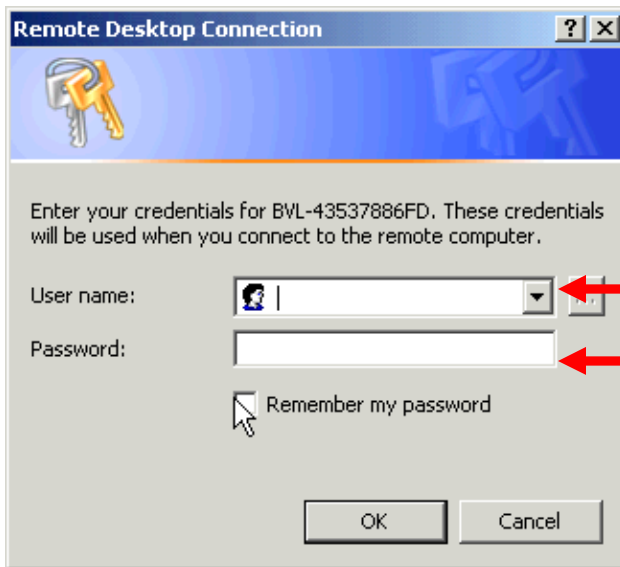 Remote Desktop Connection
Enter your credentials for BVL-43537886FD. These credentials
will be used when you connect to the remote computer.
User name:
Password:
Remember my password
OK Cancel